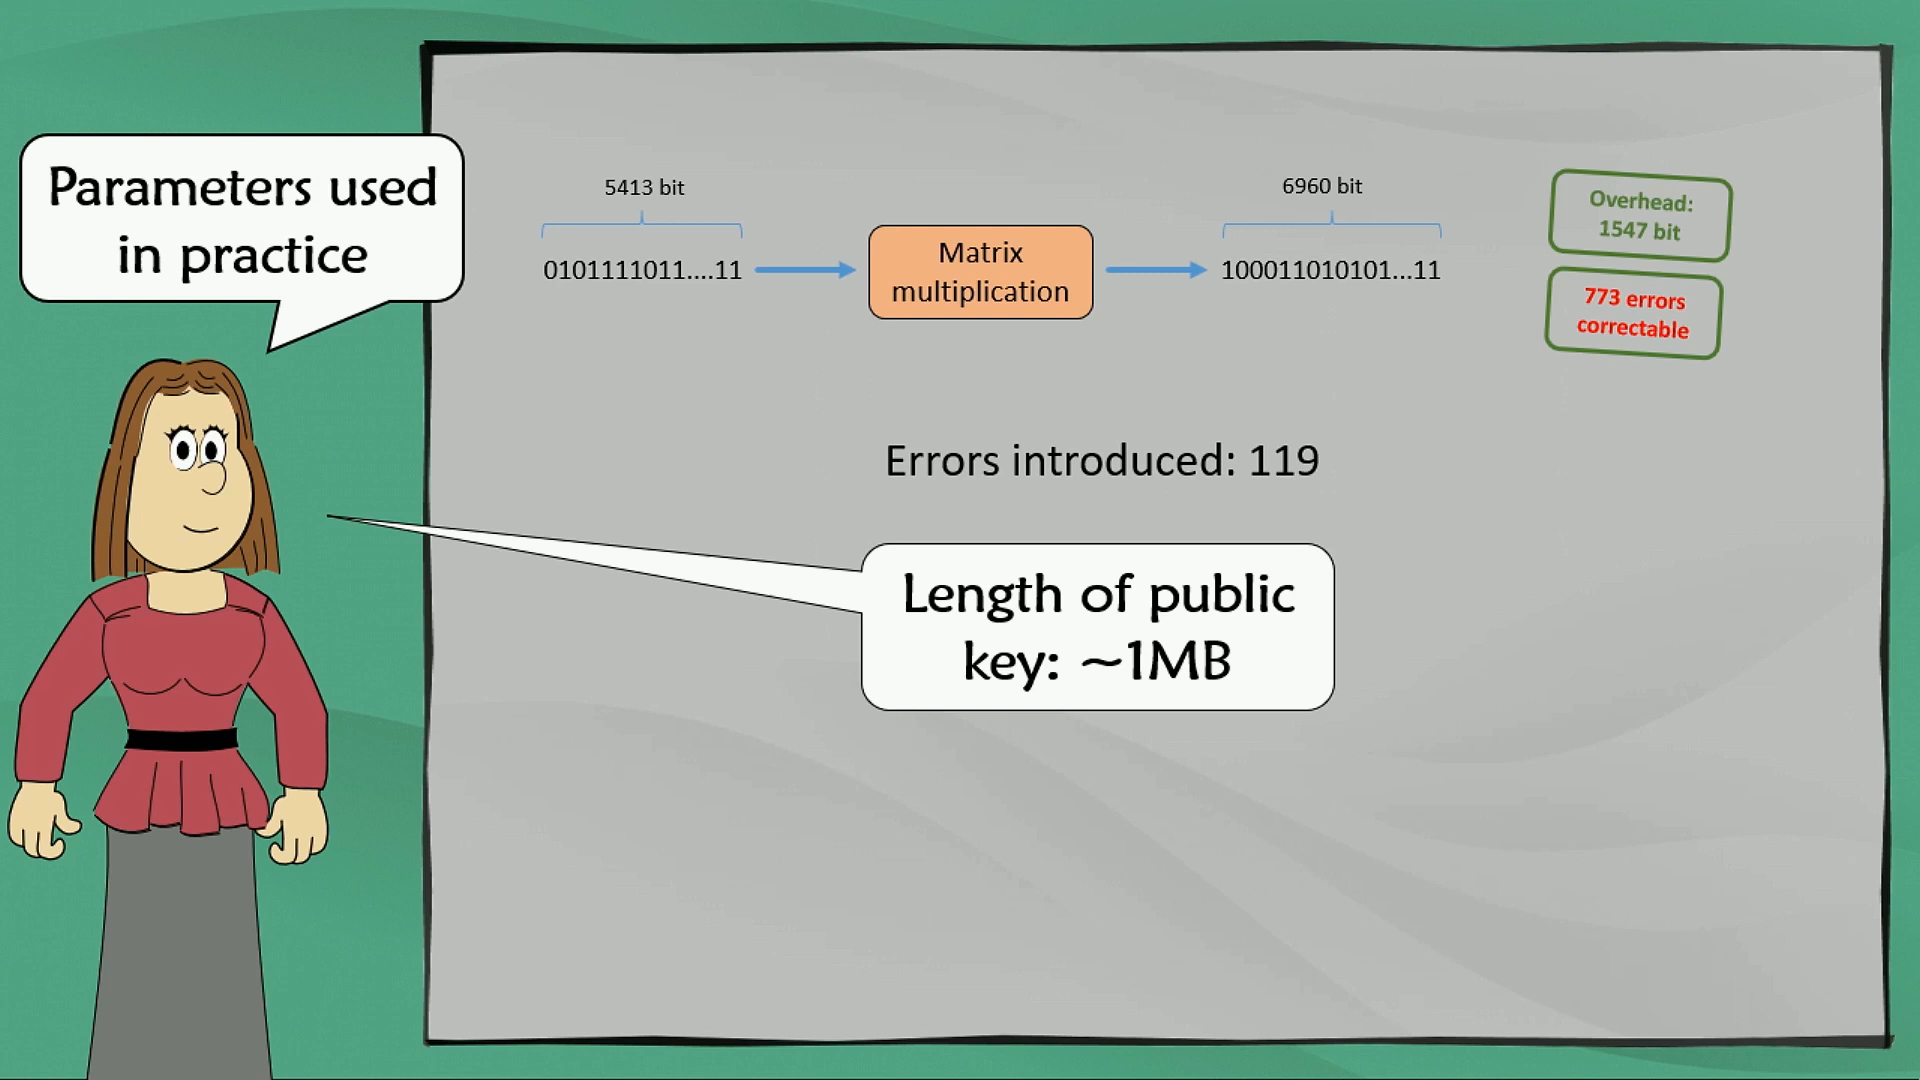 Parameters used
in practice
5413 bit
0101111011....11
Matrix
multiplication
6960 bit
100011010101...11
Overhead:
1547 bit
773 errors
correctable
Errors introduced: 119
Length of public
key: ~1MB